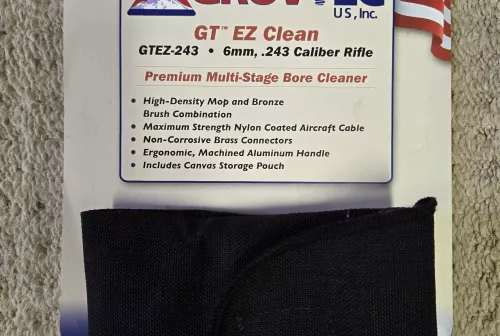 US, Inc.
GT™ EZ Clean
GTEZ-243 • 6mm, .243 Caliber Rifle
Premium Multi-Stage Bore Cleaner
• High-Density Mop and Bronze
Brush Combination
• Maximum Strength Nylon Coated Aircraft Cable
• Non-Corrosive Brass Connectors
• Ergonomic, Machined Aluminum Handle
• Includes Canvas Storage Pouch